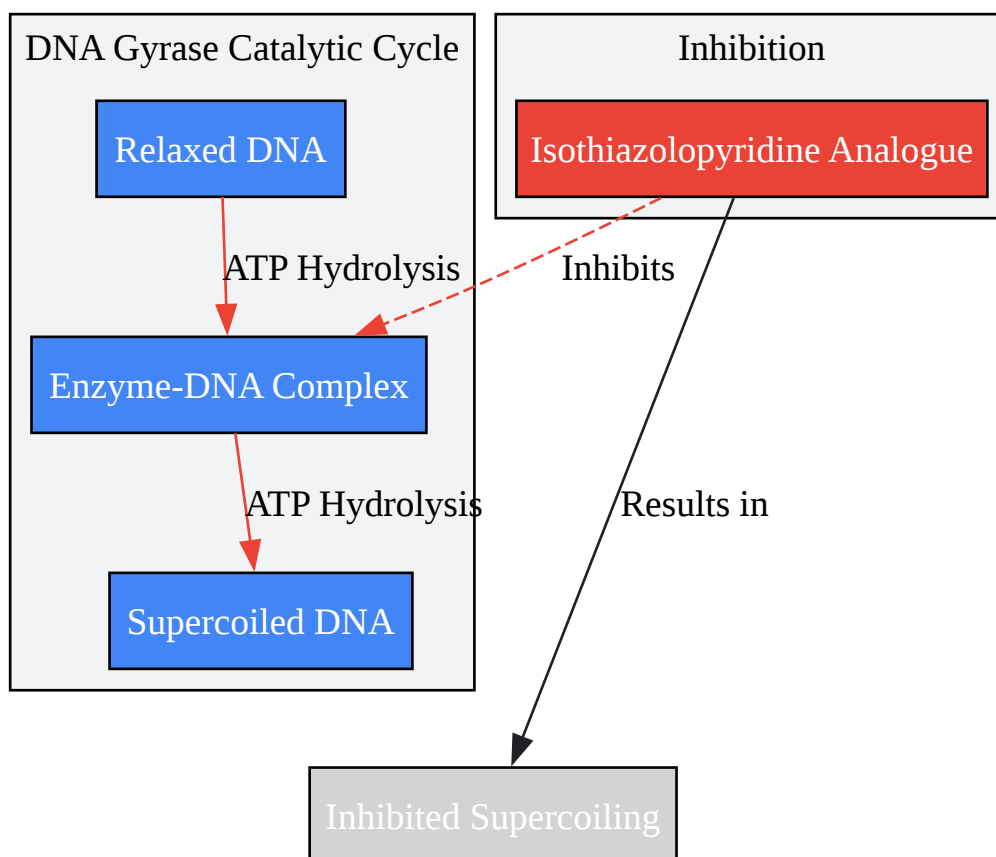 DNA Gyrase Catalytic Cycle
Inhibition
Relaxed DNA
Isothiazolopyridine Analogue
ATP Hydrolysis
Inhibits
Enzyme-DNA Complex
ATP Hydrolysis
Results in
Supercoiled DNA
Inhibited Supercoiling